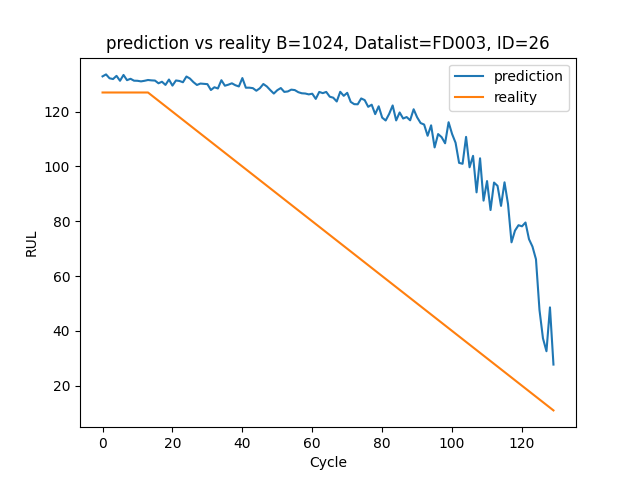 prediction vs reality B=1024, Datalist=FD003, ID=26
prediction
reality
RUL
120
100
80
60
40
20
0 20 40 60 80 100 120
Cycle